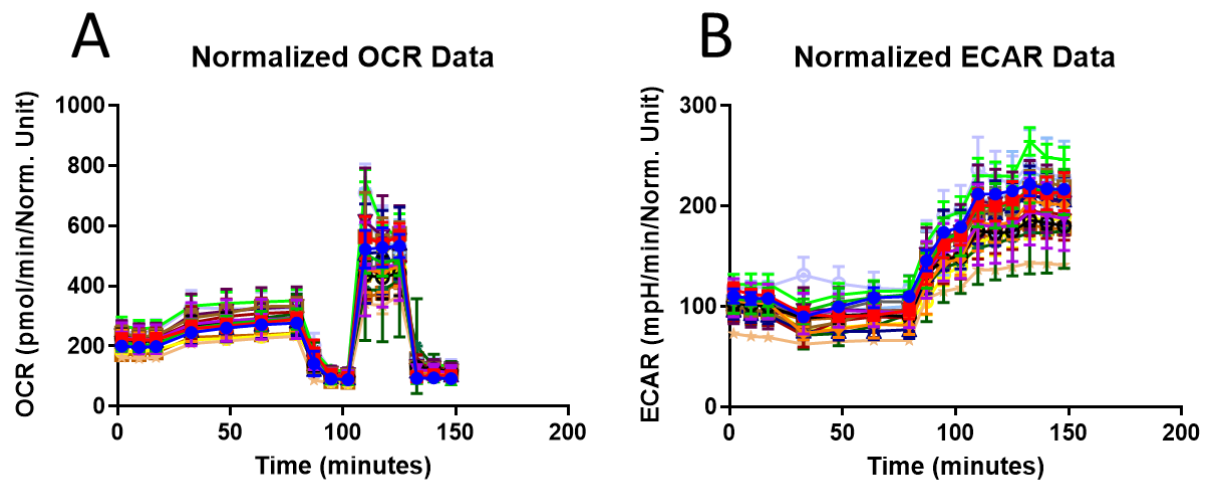 A
Normalized OCR Data
OCR (pmol/min/Norm. Unit)
1000
800
600
400
200
0
0 50 100 150 200
Time (minutes)
B
Normalized ECAR Data
ECAR (mpH/min/Norm. Unit)
300
200
100
0
0 50 100 150 200
Time (minutes)